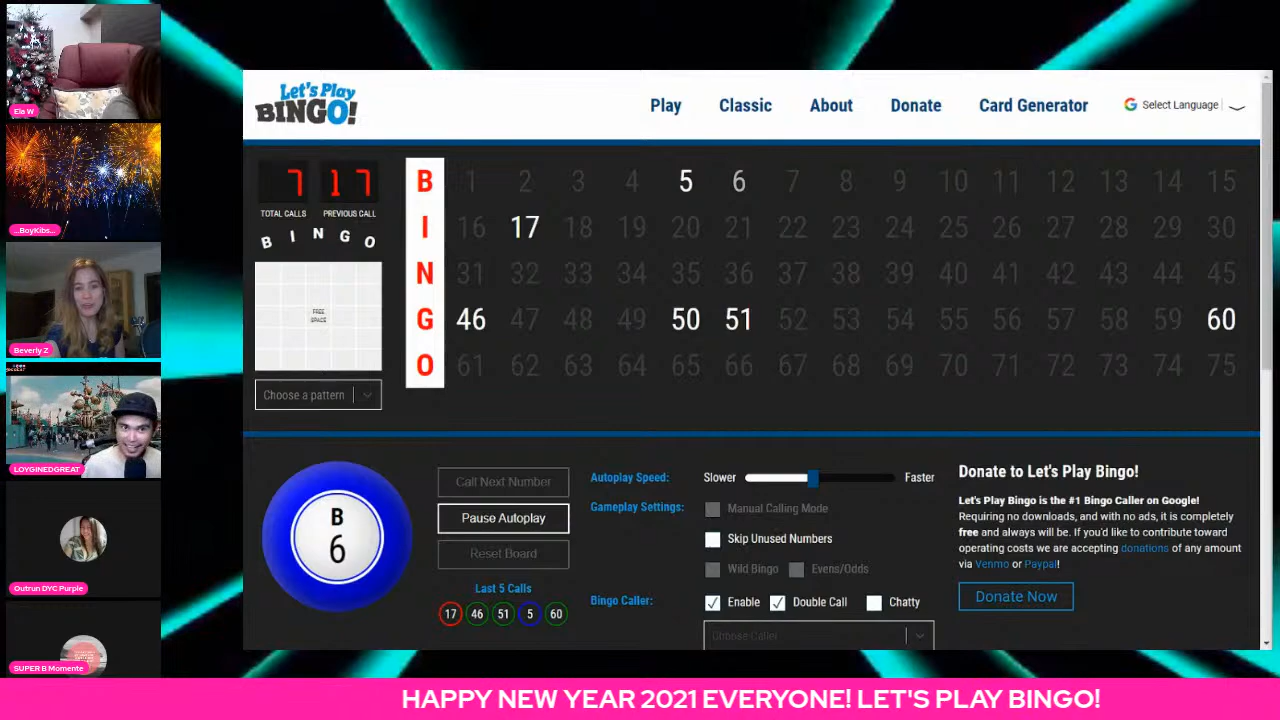 Ela W
...BoyKibs...
Beverly Z
LOYGINEDGREAT
Outrun DYC Purple
SUPER B Momente
Let's Play
BINGO!
Play Classic About Donate Card Generator
Select Language
7 17
TOTAL CALLS PREVIOUS CALL
B I N G O
FREE
SPACE
Choose a pattern
B 1 2 3 4 5 6 7 8 9 10 11 12 13 14 15
I 16 17 18 19 20 21 22 23 24 25 26 27 28 29 30
N 31 32 33 34 35 36 37 38 39 40 41 42 43 44 45
G 46 47 48 49 50 51 52 53 54 55 56 57 58 59 60
O 61 62 63 64 65 66 67 68 69 70 71 72 73 74 75
B
6
Call Next Number
Pause Autoplay
Reset Board
Last 5 Calls
17 46 51 5 60
Autoplay Speed: Slower Faster
Gameplay Settings: Manual Calling Mode
Skip Unused Numbers
Wild Bingo Evens/Odds
Bingo Caller: Enable Double Call Chatty
Choose Caller
Donate to Let's Play Bingo!
Let's Play Bingo is the #1 Bingo Caller on Google!
Requiring no downloads, and with no ads, it is completely
free and always will be. If you'd like to contribute toward
operating costs we are accepting donations of any amount
via Venmo or Paypal!
Donate Now
HAPPY NEW YEAR 2021 EVERYONE! LET'S PLAY BINGO!